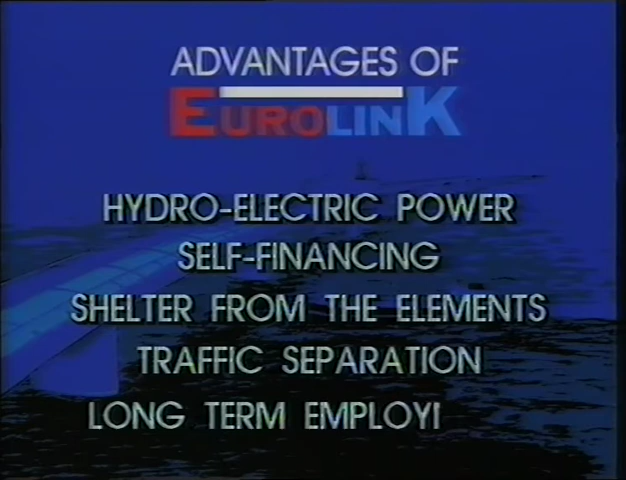 ADVANTAGES OF
EUROLINK
HYDRO-ELECTRIC POWER
SELF-FINANCING
SHELTER FROM THE ELEMENTS
TRAFFIC SEPARATION
LONG TERM EMPLOY